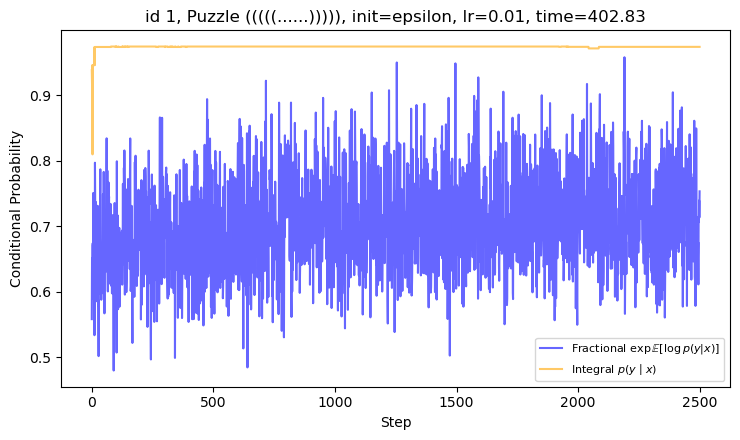 id 1, Puzzle (((((......))))), init=epsilon, lr=0.01, time=402.83
Conditional Probability
0.9
0.8
0.7
0.6
0.5
Fractional exp 𝔼[log p(y|x)]
Integral p(y | x)
0 500 1000 1500 2000 2500
Step